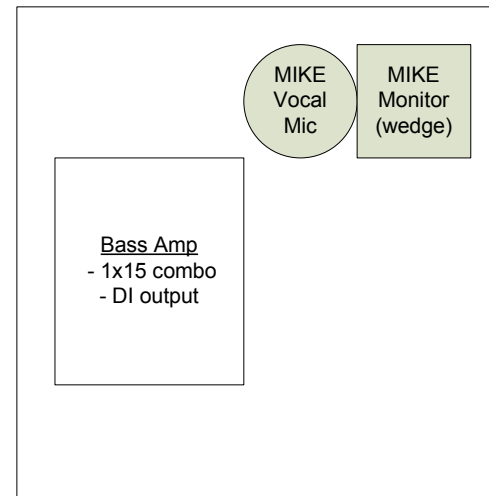 MIKE
Vocal
Mic
MIKE
Monitor
(wedge)
Bass Amp
- 1x15 combo
- DI output